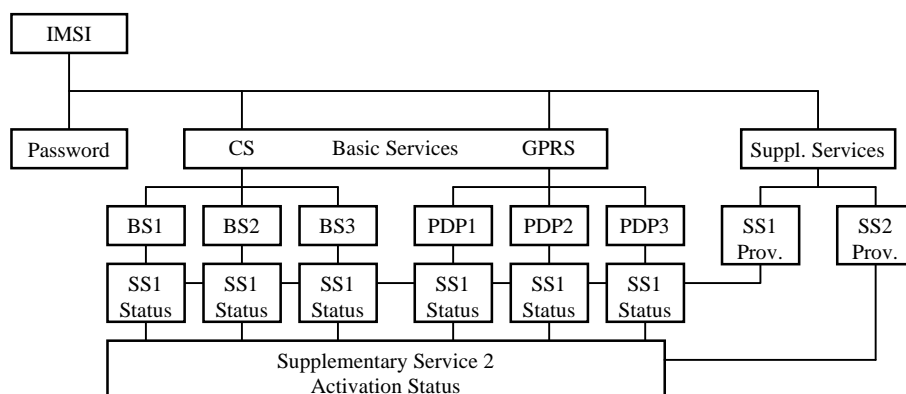 IMSI
Password
CS Basic Services GPRS
Suppl. Services
BS1 BS2 BS3 PDP1 PDP2 PDP3
SS1
Prov.
SS2
Prov.
SS1
Status
SS1
Status
SS1
Status
SS1
Status
SS1
Status
SS1
Status
Supplementary Service 2
Activation Status